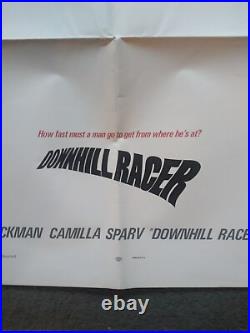 How fast must a man go to get from where he's at?
DOWNHILL RACER
CKMAN CAMILLA SPARV "DOWNHILL RACE